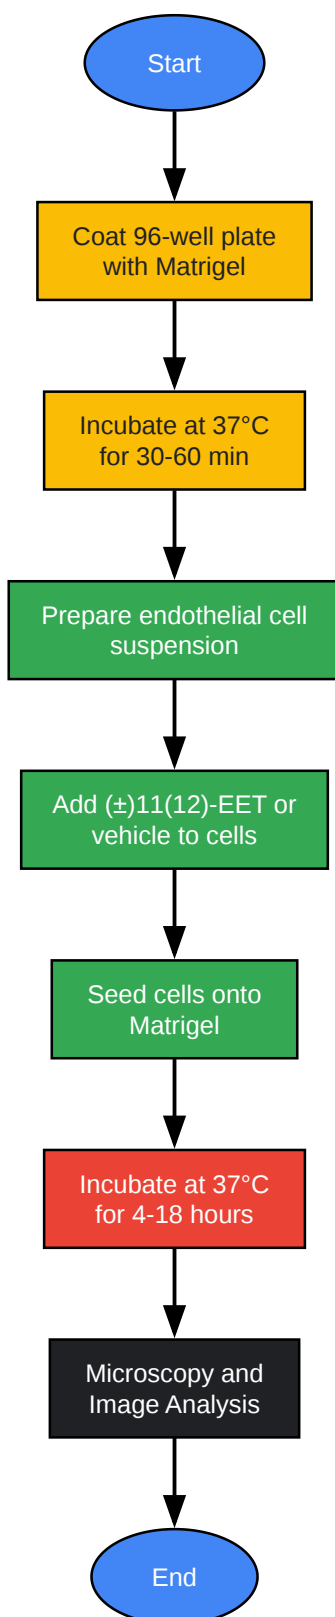 Start
Coat 96-well plate
with Matrigel
Incubate at 37°C
for 30-60 min
Prepare endothelial cell
suspension
Add (±)11(12)-EET or
vehicle to cells
Seed cells onto
Matrigel
Incubate at 37°C
for 4-18 hours
Microscopy and
Image Analysis
End